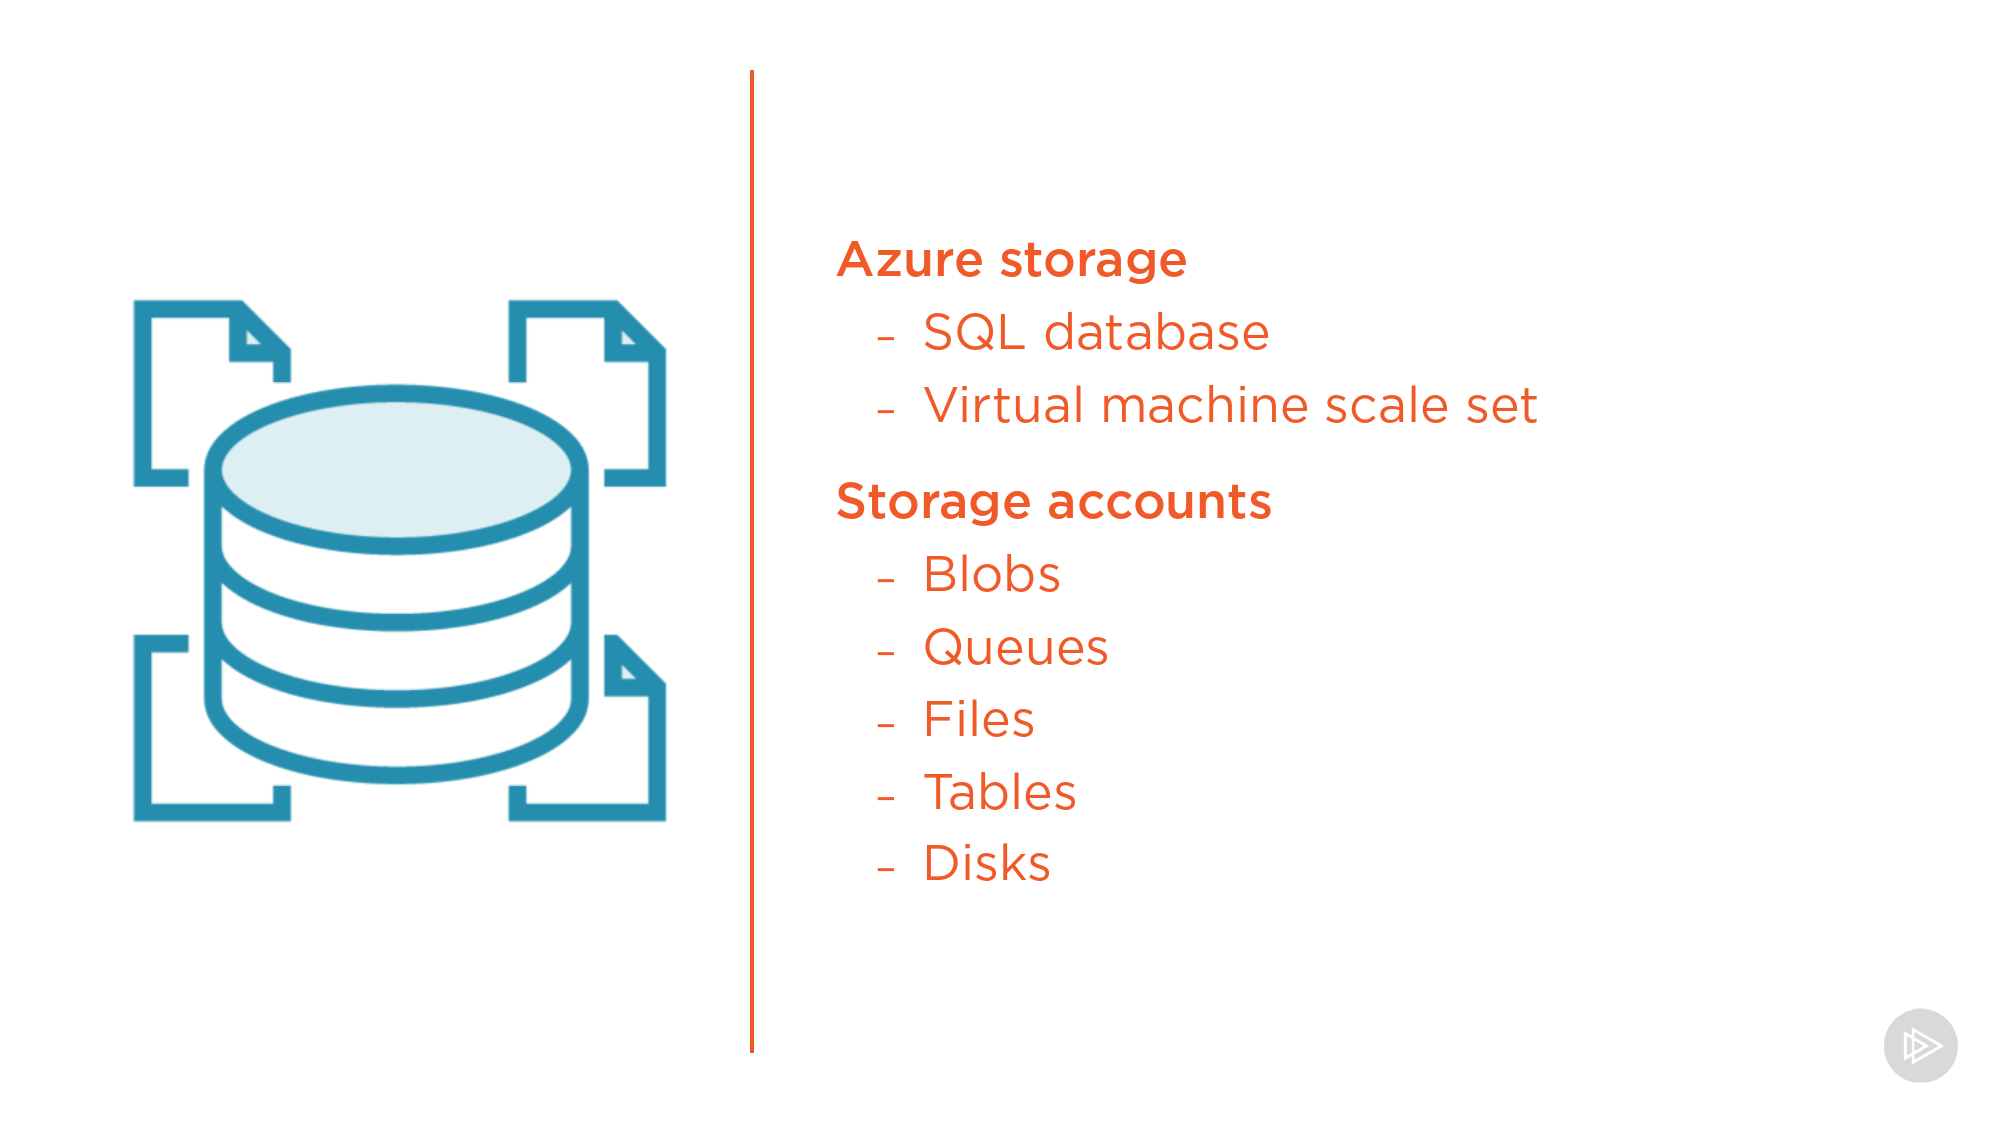 Azure storage
– SQL database
– Virtual machine scale set
Storage accounts
– Blobs
– Queues
– Files
– Tables
– Disks